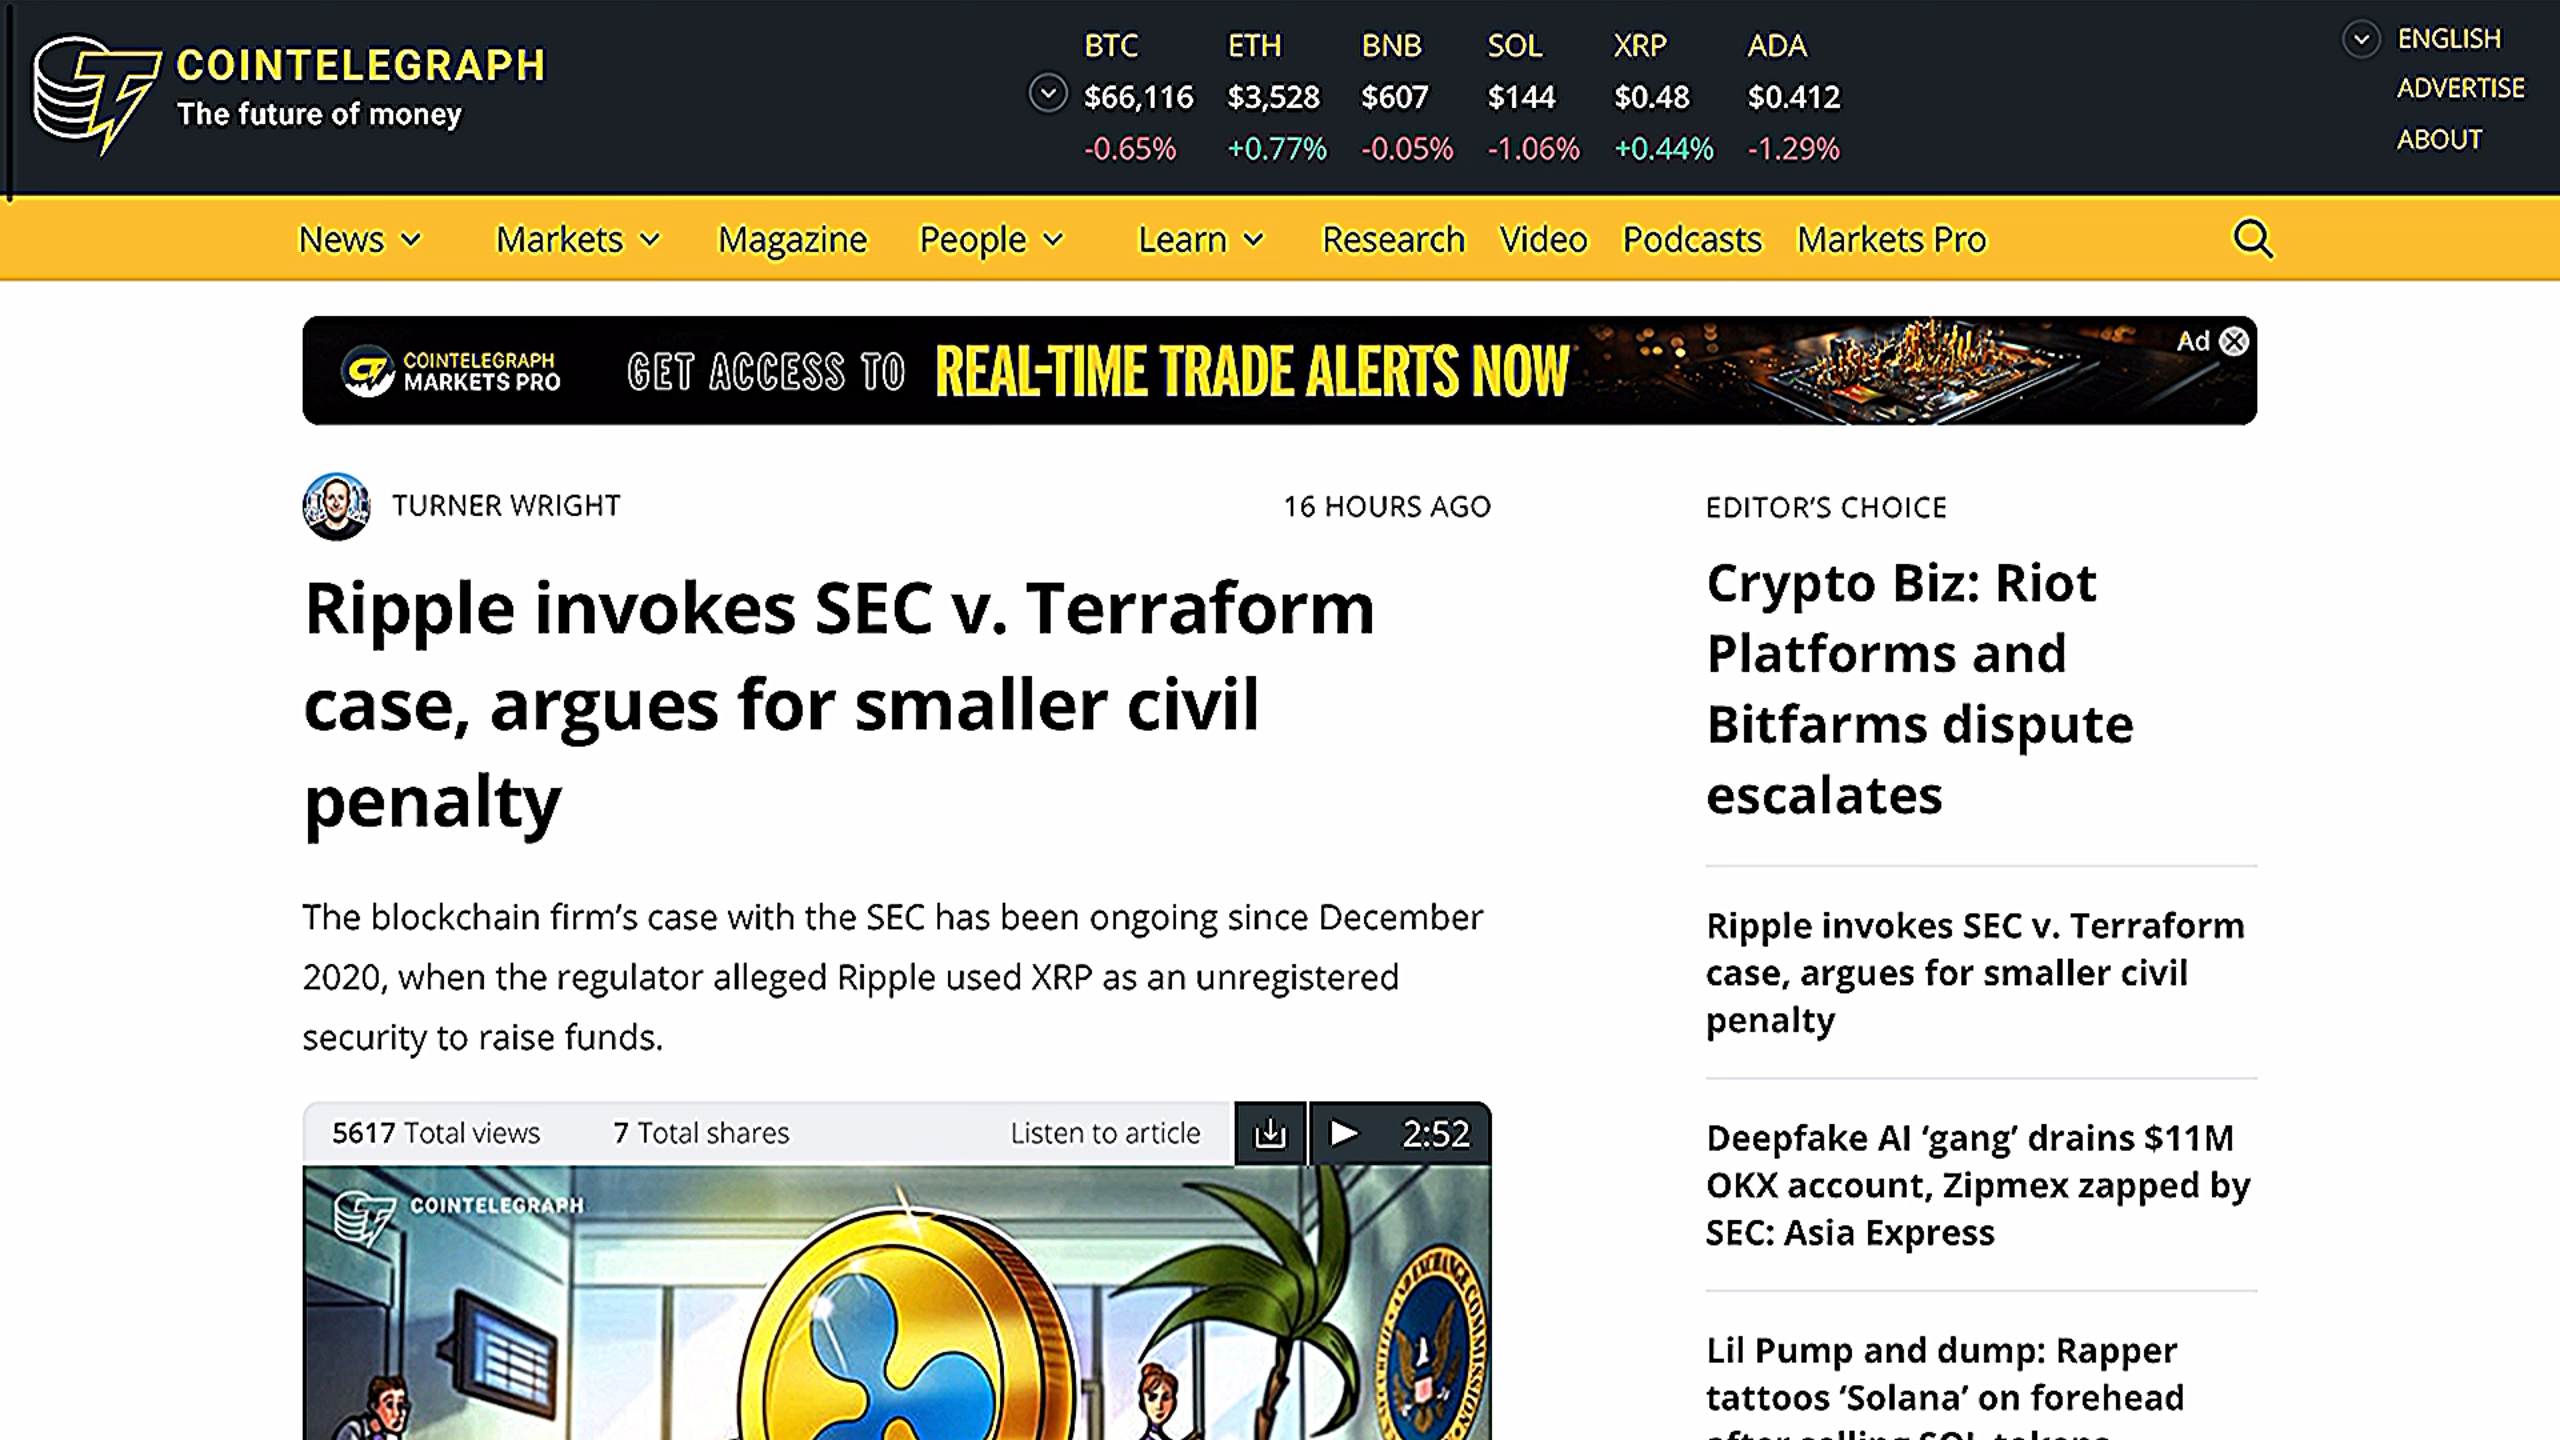 COINTELEGRAPH
The future of money
BTC ETH BNB SOL XRP ADA
$66,116 $3,528 $607 $144 $0.48 $0.412
-0.65% +0.77% -0.05% -1.06% +0.44% -1.29%
ENGLISH
ADVERTISE
ABOUT
News Markets Magazine People Learn Research Video Podcasts Markets Pro
COINTELEGRAPH
MARKETS PRO
GET ACCESS TO REAL-TIME TRADE ALERTS NOW
Ad
TURNER WRIGHT
16 HOURS AGO
Ripple invokes SEC v. Terraform
case, argues for smaller civil
penalty
The blockchain firm’s case with the SEC has been ongoing since December
2020, when the regulator alleged Ripple used XRP as an unregistered
security to raise funds.
5617 Total views 7 Total shares Listen to article 2:52
COINTELEGRAPH
EDITOR’S CHOICE
Crypto Biz: Riot
Platforms and
Bitfarms dispute
escalates
Ripple invokes SEC v. Terraform
case, argues for smaller civil
penalty
Deepfake AI ‘gang’ drains $11M
OKX account, Zipmex zapped by
SEC: Asia Express
Lil Pump and dump: Rapper
tattoos ‘Solana’ on forehead
after selling SOL tokens